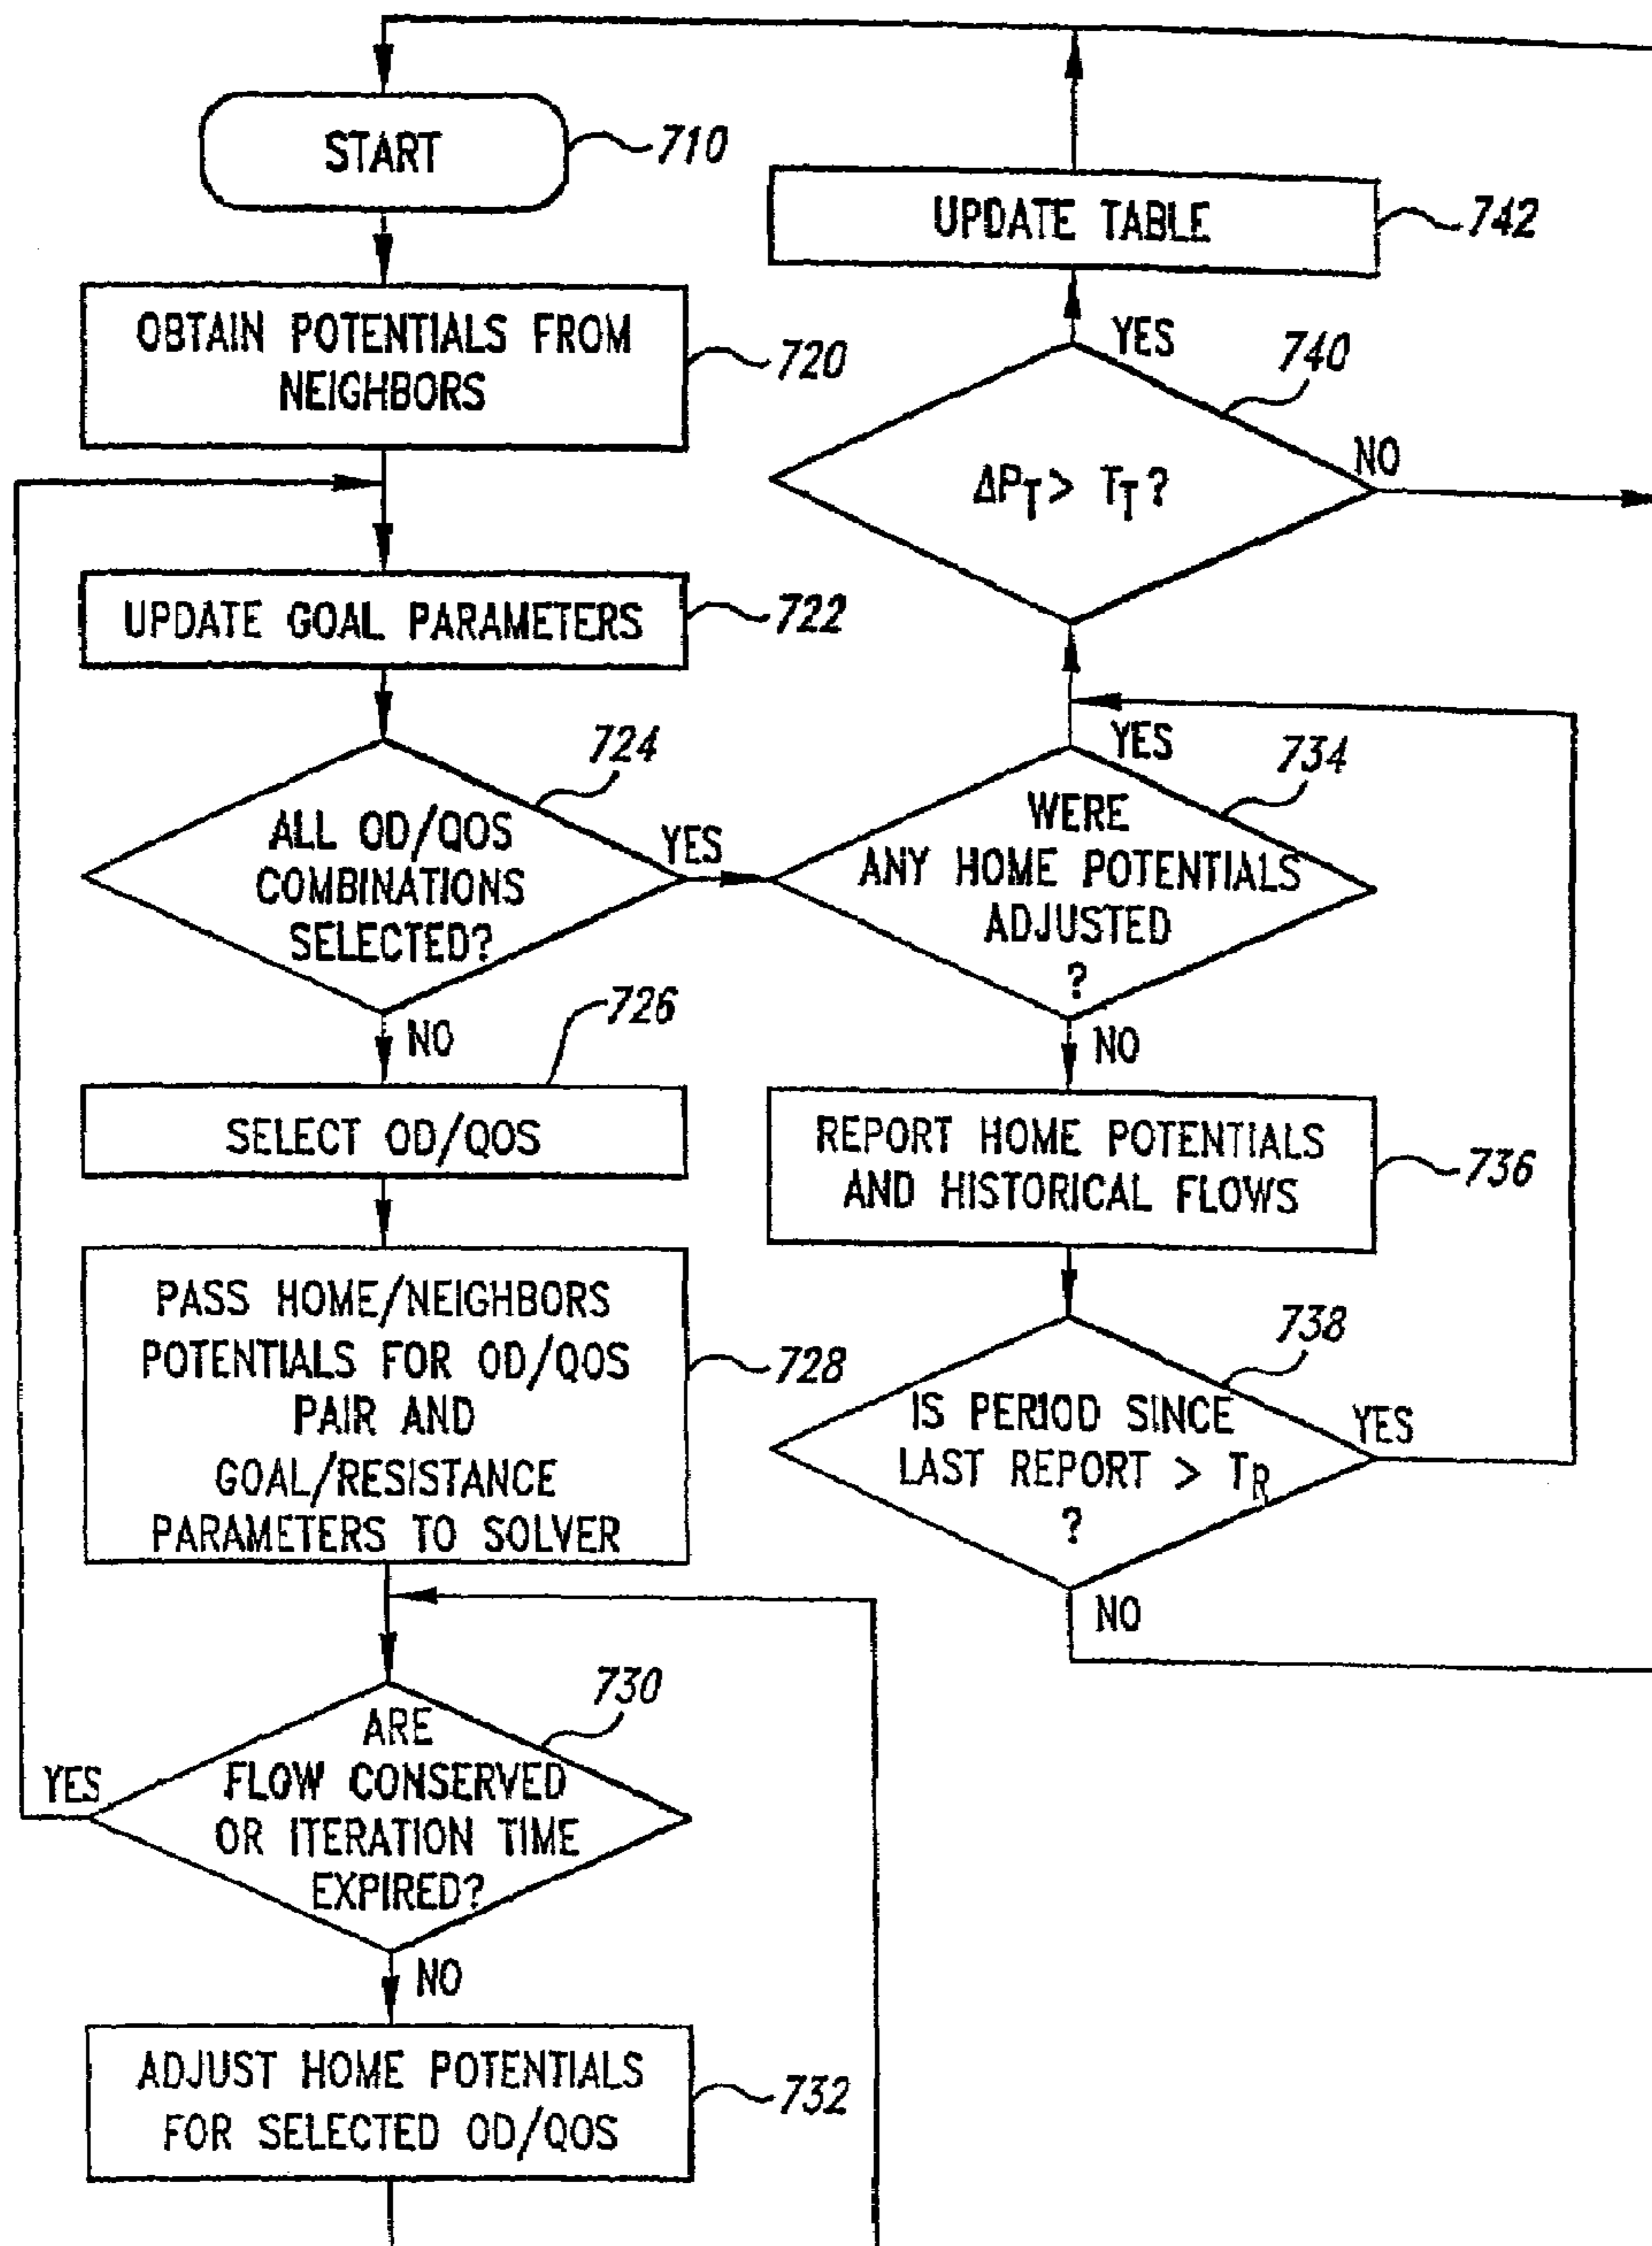 START
710
OBTAIN POTENTIALS FROM
NEIGHBORS
720
UPDATE GOAL PARAMETERS
722
724
ALL OD/QOS
COMBINATIONS
SELECTED?
YES
NO
726
SELECT OD/QOS
PASS HOME/NEIGHBORS
POTENTIALS FOR OD/QOS
PAIR AND
GOAL/RESISTANCE
PARAMETERS TO SOLVER
728
730
ARE
FLOW CONSERVED
OR ITERATION TIME
EXPIRED?
YES
NO
ADJUST HOME POTENTIALS
FOR SELECTED OD/QOS
732
UPDATE TABLE
742
YES
740
ΔPT > TT ?
NO
YES
734
WERE
ANY HOME POTENTIALS
ADJUSTED
?
NO
REPORT HOME POTENTIALS
AND HISTORICAL FLOWS
736
738
IS PERIOD SINCE
LAST REPORT > TR
?
YES
NO